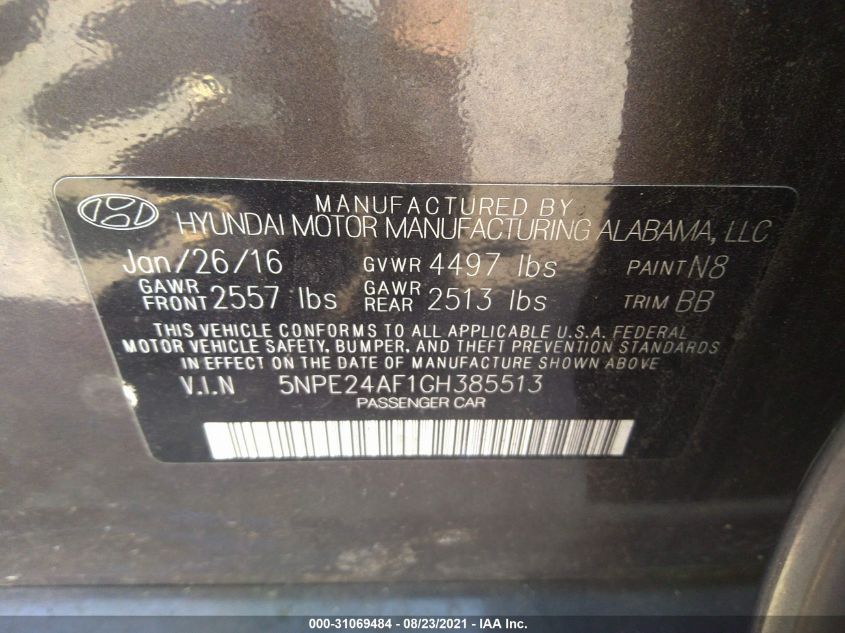 MANUFACTURED BY
HYUNDAI MOTOR MANUFACTURING ALABAMA, LLC
Jan/26/16 GVWR 4497 lbs PAINT N8
GAWR FRONT 2557 lbs GAWR REAR 2513 lbs TRIM BB
THIS VEHICLE CONFORMS TO ALL APPLICABLE U.S.A. FEDERAL
MOTOR VEHICLE SAFETY, BUMPER, AND THEFT PREVENTION STANDARDS
IN EFFECT ON THE DATE OF MANUFACTURE SHOWN ABOVE
V.I.N 5NPE24AF1GH385513
PASSENGER CAR
000-31069484 - 08/23/2021 - IAA Inc.